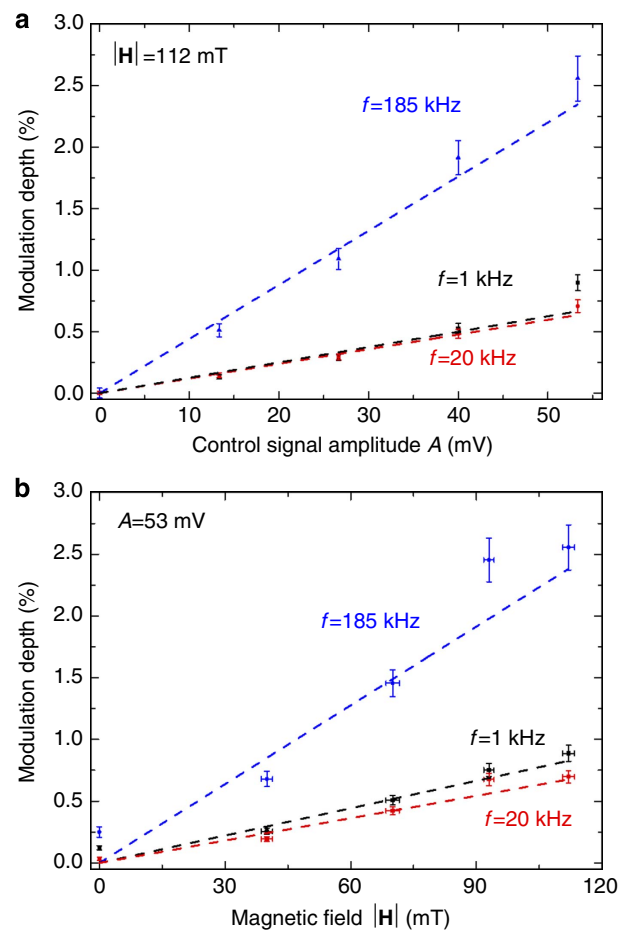 a
|H|=112 mT
f=185 kHz
f=1 kHz
f=20 kHz
Modulation depth (%)
3.0
2.5
2.0
1.5
1.0
0.5
0.0
0 10 20 30 40 50
Control signal amplitude A (mV)
b
A=53 mV
f=185 kHz
f=1 kHz
f=20 kHz
Modulation depth (%)
3.0
2.5
2.0
1.5
1.0
0.5
0.0
0 30 60 90 120
Magnetic field |H| (mT)